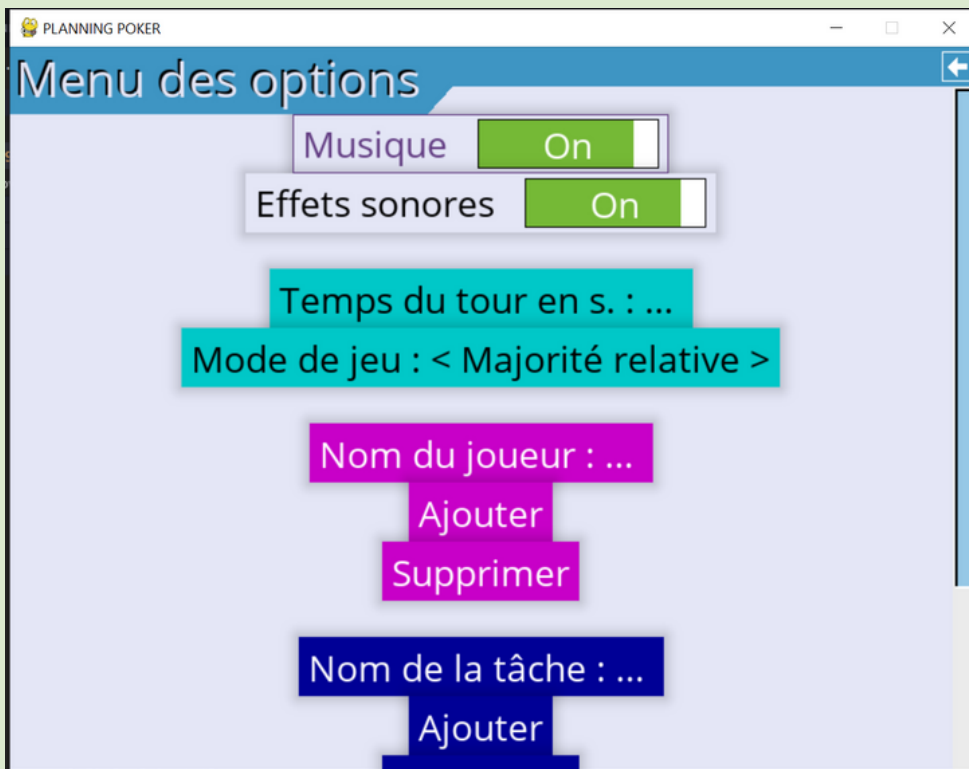 PLANNING POKER
Menu des options
Musique On
Effets sonores On
Temps du tour en s. : ...
Mode de jeu : < Majorité relative >
Nom du joueur : ...
Ajouter
Supprimer
Nom de la tâche : ...
Ajouter